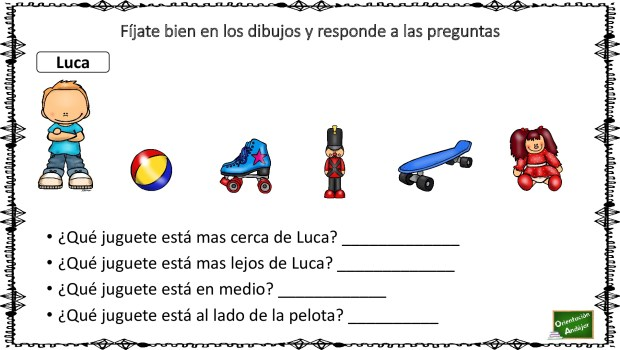 Fíjate bien en los dibujos y responde a las preguntas
Luca
• ¿Qué juguete está mas cerca de Luca? _____________
• ¿Qué juguete está mas lejos de Luca? _____________
• ¿Qué juguete está en medio? ____________
• ¿Qué juguete está al lado de la pelota? __________
Orientación
Andújar